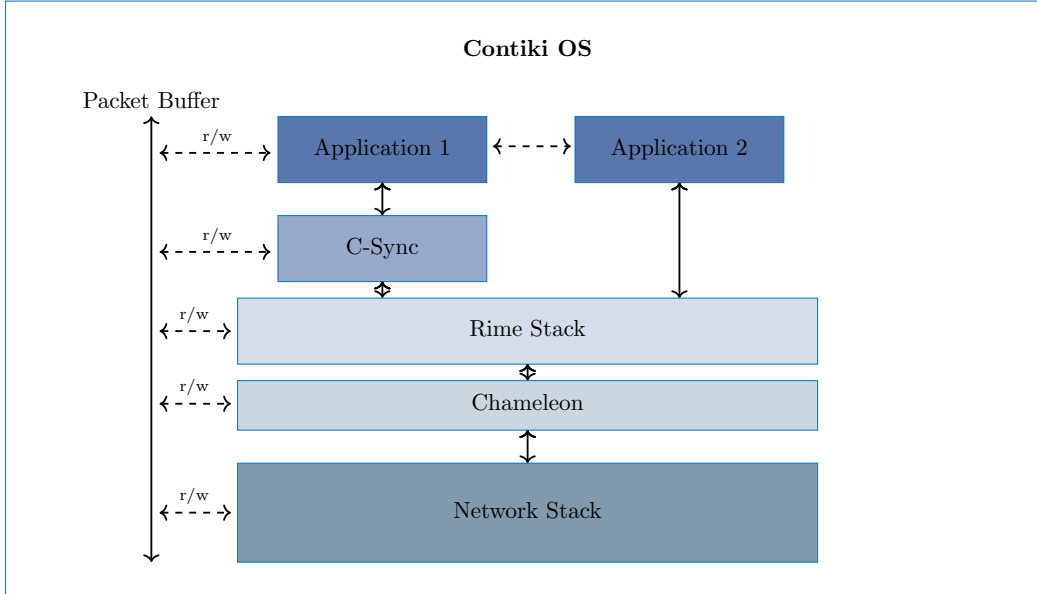 Contiki OS
Packet Buffer
r/w
Application 1
Application 2
r/w
C-Sync
r/w
Rime Stack
r/w
Chameleon
r/w
Network Stack